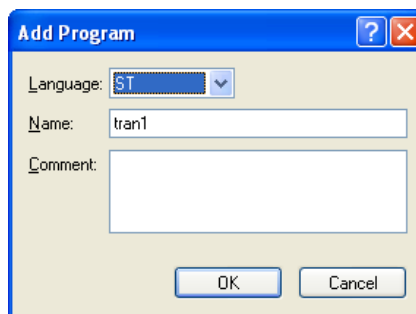 Add Program
Language: ST
Name: tran1
Comment:
OK Cancel